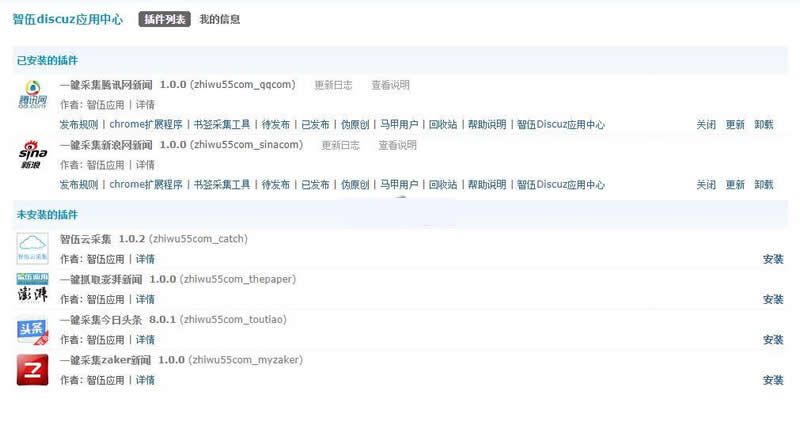 智伍discuz应用中心 插件列表 我的信息
已安装的插件
腾讯网
QQ.COM
一键采集腾讯网新闻 1.0.0 (zhiwu55com_qqcom) 更新日志 查看说明
作者: 智伍应用 | 详情
发布规则 | chrome扩展程序 | 书签采集工具 | 待发布 | 已发布 | 伪原创 | 马甲用户 | 回收站 | 帮助说明 | 智伍Discuz应用中心 关闭 更新 卸载
sina
新浪
一键采集新浪网新闻 1.0.0 (zhiwu55com_sinacom) 更新日志 查看说明
作者: 智伍应用 | 详情
发布规则 | chrome扩展程序 | 书签采集工具 | 待发布 | 已发布 | 伪原创 | 马甲用户 | 回收站 | 帮助说明 | 智伍Discuz应用中心 关闭 更新 卸载
未安装的插件
智伍云采集
智伍云采集 1.0.2 (zhiwu55com_catch)
作者: 智伍应用 | 详情 安装
智伍应用
澎湃
一键抓取澎湃新闻 1.0.0 (zhiwu55com_thepaper)
作者: 智伍应用 | 详情 安装
头条
一键采集今日头条 8.0.1 (zhiwu55com_toutiao)
作者: 智伍应用 | 详情 安装
Z
一键采集zaker新闻 1.0.0 (zhiwu55com_myzaker)
作者: 智伍应用 | 详情 安装